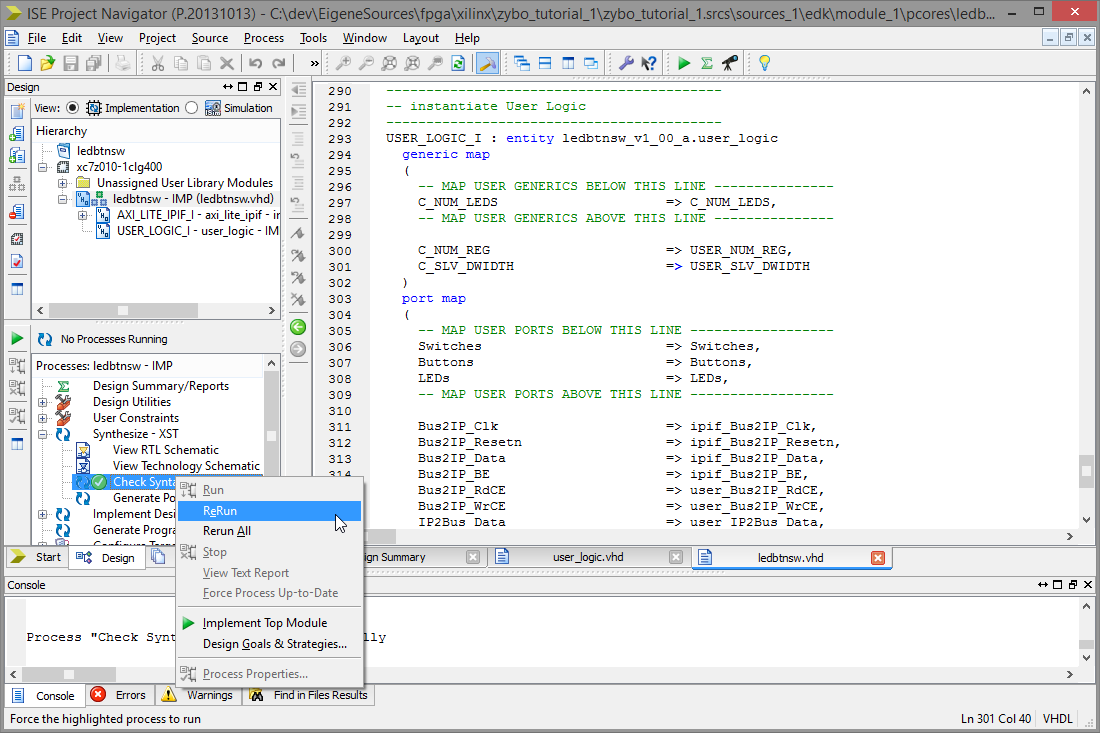 ISE Project Navigator (P.20131013) - C:\dev\EigeneSources\fpga\xilinx\zybo_tutorial_1\zybo_tutorial_1.srcs\sources_1\edk\module_1\pcores\ledb...
File Edit View Project Source Process Tools Window Layout Help
Design
View: Implementation Simulation
Hierarchy
ledbtnsw
xc7z010-1clg400
Unassigned User Library Modules
ledbtnsw - IMP (ledbtnsw.vhd)
AXI_LITE_IPIF_I - axi_lite_ipif - ir
USER_LOGIC_I - user_logic - IM
No Processes Running
Processes: ledbtnsw - IMP
Design Summary/Reports
Design Utilities
User Constraints
Synthesize - XST
View RTL Schematic
View Technology Schematic
Check Synta
Generate Po
Implement Desi
Generate Progra
Configure Target
Run
ReRun
Rerun All
Stop
View Text Report
Force Process Up-to-Date
Implement Top Module
Design Goals & Strategies...
Process Properties...
290 ------------------------------------------
291 -- instantiate User Logic
292 ------------------------------------------
293 USER_LOGIC_I : entity ledbtnsw_v1_00_a.user_logic
294 generic map
295 (
296 -- MAP USER GENERICS BELOW THIS LINE ---------------
297 C_NUM_LEDS => C_NUM_LEDS,
298 -- MAP USER GENERICS ABOVE THIS LINE ---------------
299
300 C_NUM_REG => USER_NUM_REG,
301 C_SLV_DWIDTH => USER_SLV_DWIDTH
302 )
303 port map
304 (
305 -- MAP USER PORTS BELOW THIS LINE ------------------
306 Switches => Switches,
307 Buttons => Buttons,
308 LEDs => LEDs,
309 -- MAP USER PORTS ABOVE THIS LINE ------------------
310
311 Bus2IP_Clk => ipif_Bus2IP_Clk,
312 Bus2IP_Resetn => ipif_Bus2IP_Resetn,
313 Bus2IP_Data => ipif_Bus2IP_Data,
314 Bus2IP_BE => ipif_Bus2IP_BE,
Bus2IP_RdCE => user_Bus2IP_RdCE,
Bus2IP_WrCE => user_Bus2IP_WrCE,
IP2Bus_Data => user_IP2Bus_Data,
Start Design ign Summary user_logic.vhd ledbtnsw.vhd
Console
Process "Check Synt lly
Console Errors Warnings Find in Files Results
Force the highlighted process to run Ln 301 Col 40 VHDL